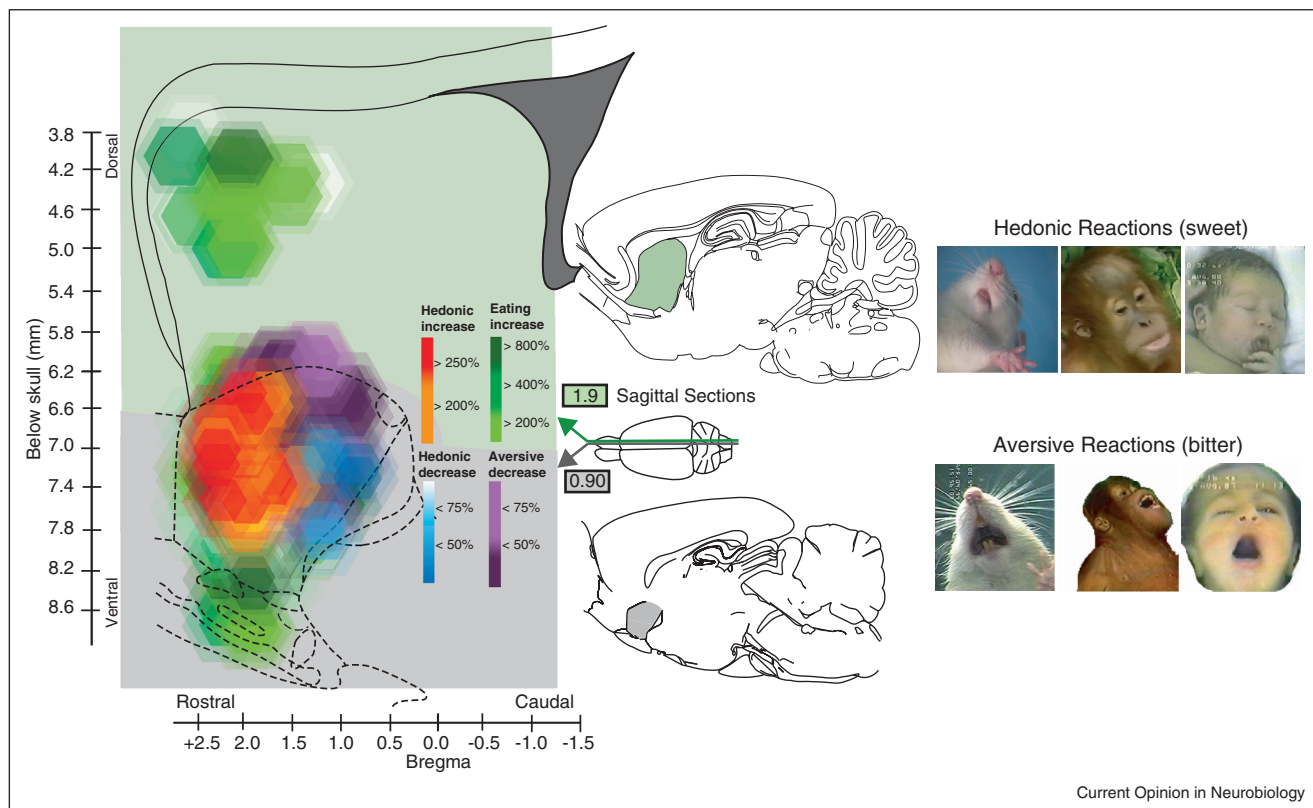 Dorsal
3.8
4.2
4.6
5.0
5.4
5.8
6.2
6.6
7.0
7.4
7.8
8.2
8.6
Below skull (mm)
Ventral
Hedonic
increase
> 250%
> 200%
Eating
increase
> 800%
> 400%
> 200%
Hedonic
decrease
< 75%
< 50%
Aversive
decrease
< 75%
< 50%
Rostral
Caudal
+2.5 2.0 1.5 1.0 0.5 0.0 -0.5 -1.0 -1.5
Bregma
1.9
Sagittal Sections
0.90
Hedonic Reactions (sweet)
Aversive Reactions (bitter)
Current Opinion in Neurobiology